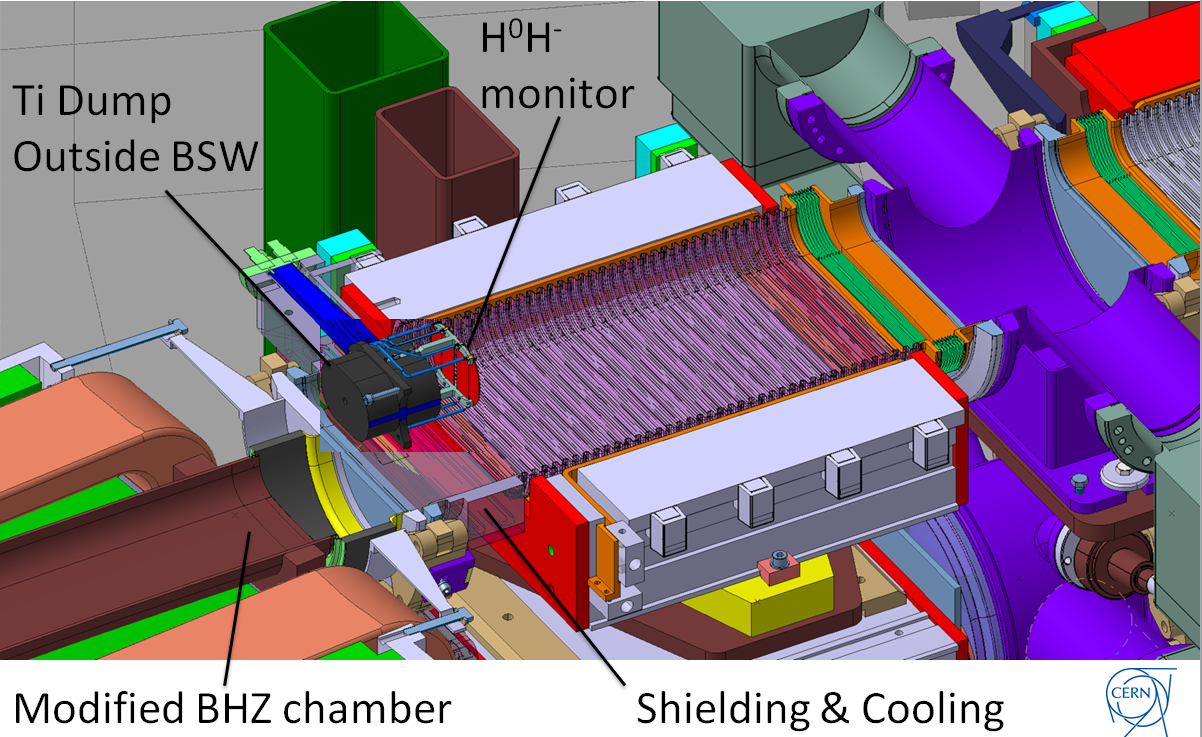 H⁰H⁻
monitor
Ti Dump
Outside BSW
Modified BHZ chamber
Shielding & Cooling
CERN